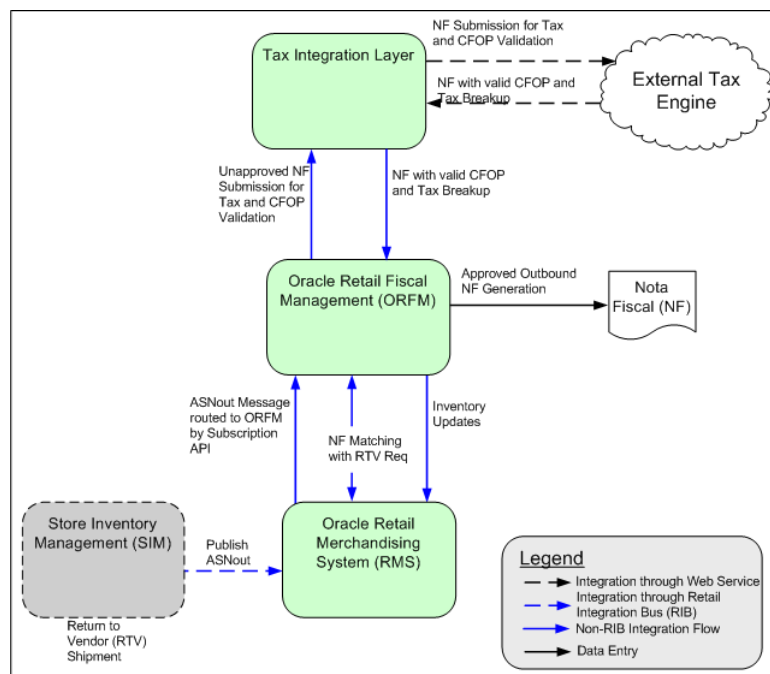 NF Submission for Tax
and CFOP Validation
Tax Integration Layer
NF with valid CFOP and
Tax Breakup
External Tax
Engine
Unapproved NF
Submission for
Tax and CFOP
Validation
NF with valid CFOP
and Tax Breakup
Oracle Retail Fiscal
Management (ORFM)
Approved Outbound
NF Generation
Nota
Fiscal (NF)
ASNout Message
routed to ORFM
by Subscription
API
NF Matching
with RTV Req
Inventory
Updates
Store Inventory
Management (SIM)
Publish
ASNout
Oracle Retail
Merchandising
System (RMS)
Return to
Vendor (RTV)
Shipment
Legend
Integration through Web Service
Integration through Retail
Integration Bus (RIB)
Non-RIB Integration Flow
Data Entry